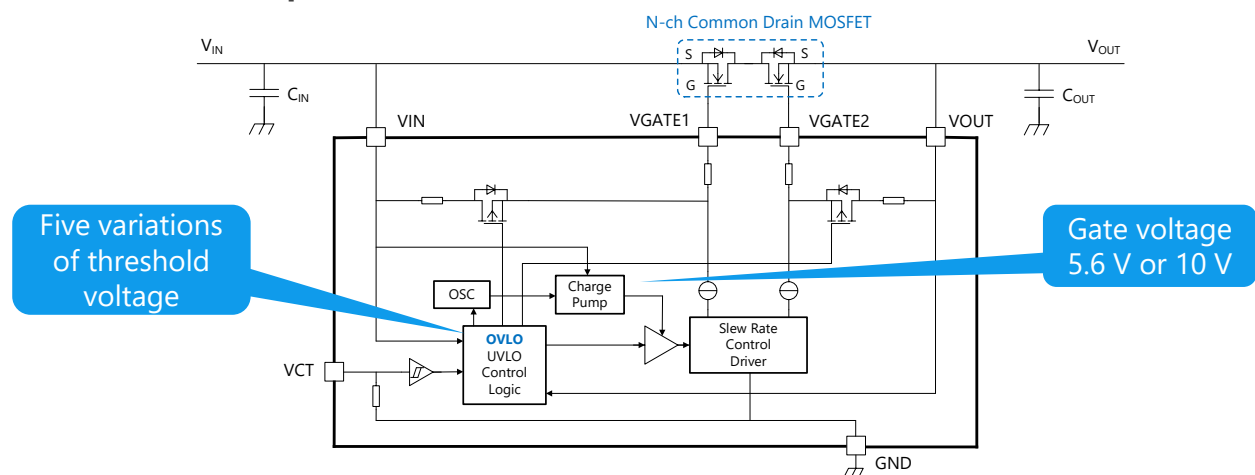 N-ch Common Drain MOSFET
VIN
VOUT
S
S
G
G
CIN
COUT
VIN
VGATE1
VGATE2
VOUT
Five variations
of threshold
voltage
Gate voltage
5.6 V or 10 V
OSC
Charge
Pump
OVLO
UVLO
Control
Logic
Slew Rate
Control
Driver
VCT
GND